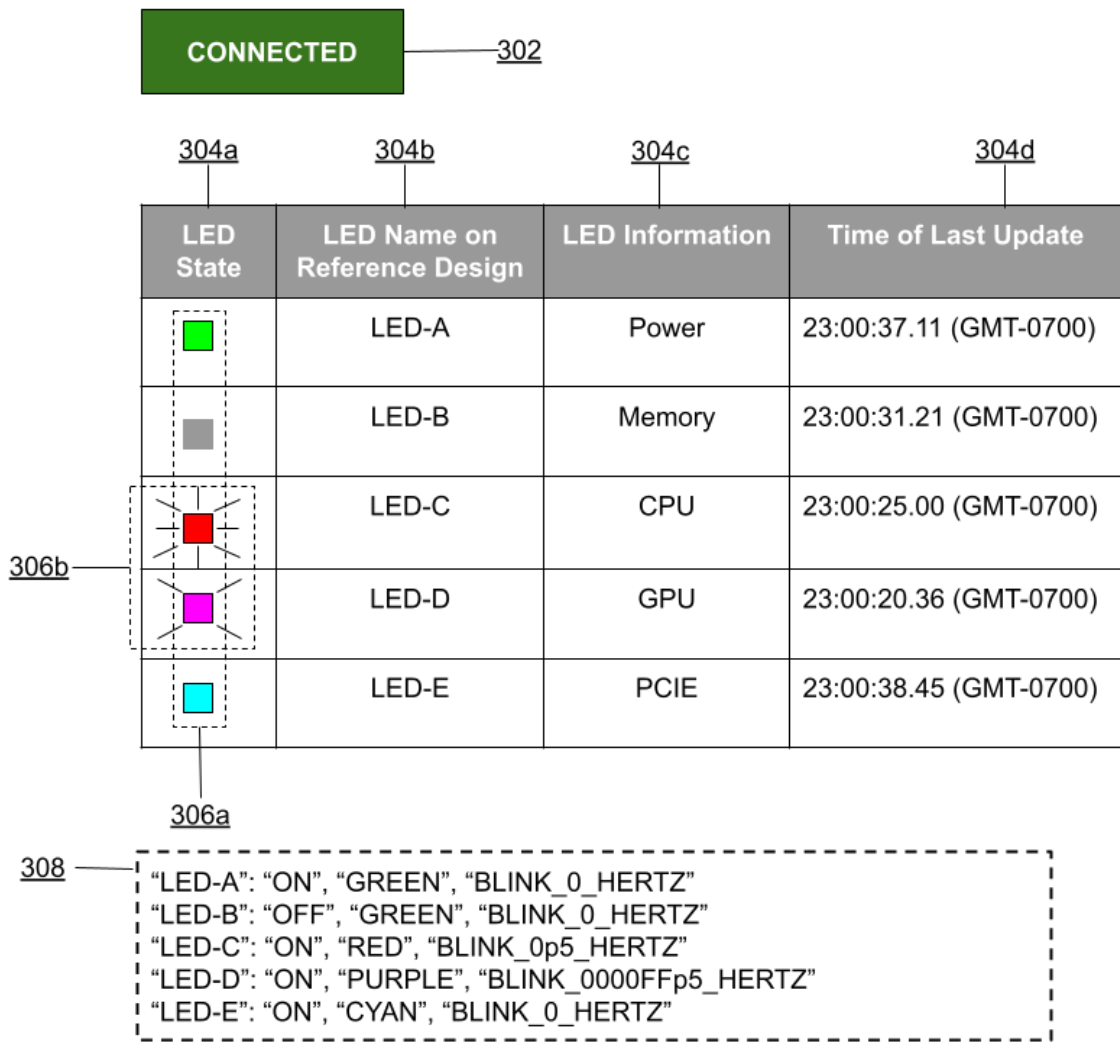 CONNECTED
302
304a 304b 304c 304d
LED State LED Name on Reference Design LED Information Time of Last Update
LED-A Power 23:00:37.11 (GMT-0700)
LED-B Memory 23:00:31.21 (GMT-0700)
LED-C CPU 23:00:25.00 (GMT-0700)
306b
LED-D GPU 23:00:20.36 (GMT-0700)
LED-E PCIE 23:00:38.45 (GMT-0700)
306a
308
“LED-A”: “ON”, “GREEN”, “BLINK_0_HERTZ”
“LED-B”: “OFF”, “GREEN”, “BLINK_0_HERTZ”
“LED-C”: “ON”, “RED”, “BLINK_0p5_HERTZ”
“LED-D”: “ON”, “PURPLE”, “BLINK_0000FFp5_HERTZ”
“LED-E”: “ON”, “CYAN”, “BLINK_0_HERTZ”